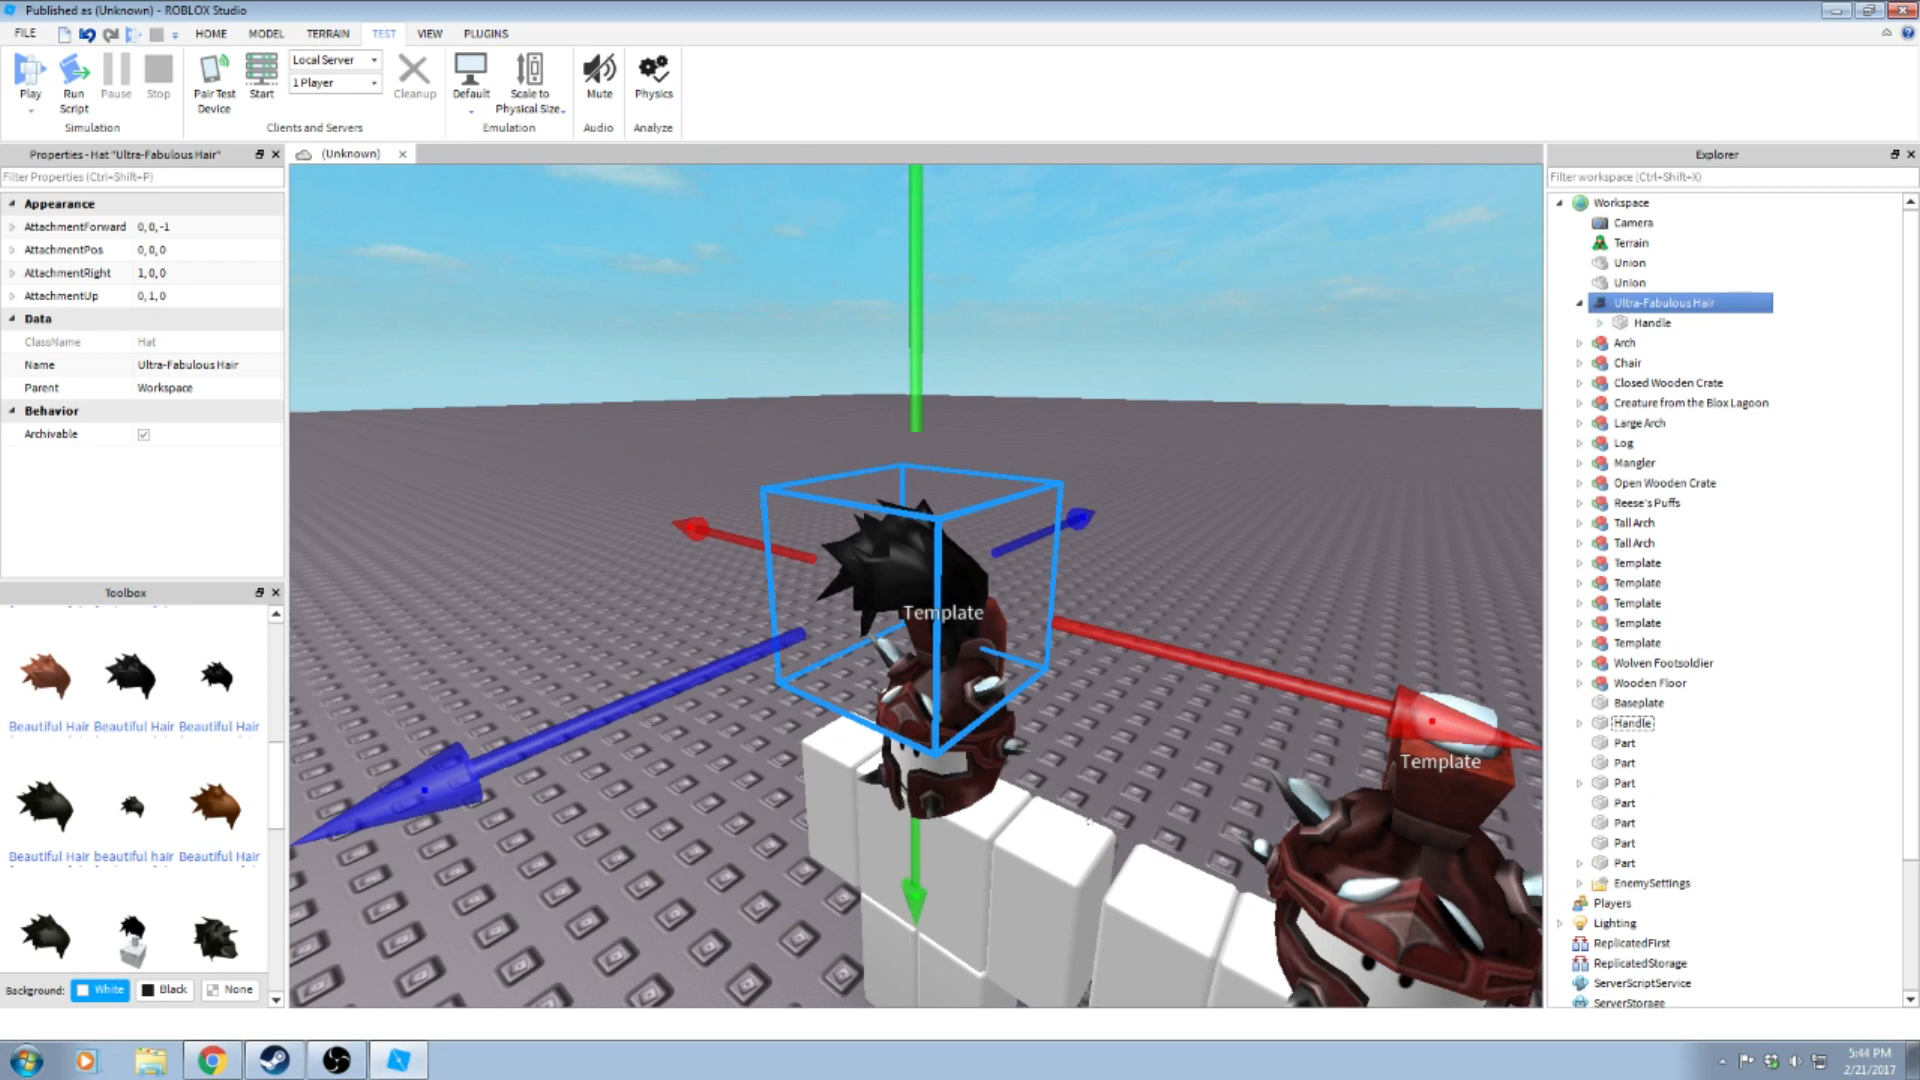 Published as (Unknown) - ROBLOX Studio
FILE HOME MODEL TERRAIN TEST VIEW PLUGINS
Play
Run Script
Pause
Stop
Simulation
Pair Test Device
Start
Local Server
1 Player
Cleanup
Clients and Servers
Default
Scale to Physical Size
Emulation
Mute
Audio
Physics
Analyze
Properties - Hat "Ultra-Fabulous Hair"
Filter Properties (Ctrl+Shift+P)
Appearance
AttachmentForward 0, 0, -1
AttachmentPos 0, 0, 0
AttachmentRight 1, 0, 0
AttachmentUp 0, 1, 0
Data
ClassName Hat
Name Ultra-Fabulous Hair
Parent Workspace
Behavior
Archivable
Toolbox
Beautiful Hair Beautiful Hair Beautiful Hair
Beautiful Hair beautiful hair Beautiful Hair
Background: White Black None
(Unknown)
Template
Template
Explorer
Filter workspace (Ctrl+Shift+X)
Workspace
Camera
Terrain
Union
Union
Ultra-Fabulous Hair
Handle
Arch
Chair
Closed Wooden Crate
Creature from the Blox Lagoon
Large Arch
Log
Mangler
Open Wooden Crate
Reese's Puffs
Tall Arch
Tall Arch
Template
Template
Template
Template
Template
Wolven Footsoldier
Wooden Floor
Baseplate
Handle
Part
Part
Part
Part
Part
Part
Part
EnemySettings
Players
Lighting
ReplicatedFirst
ReplicatedStorage
ServerScriptService
ServerStorage
5:44 PM
2/21/2017